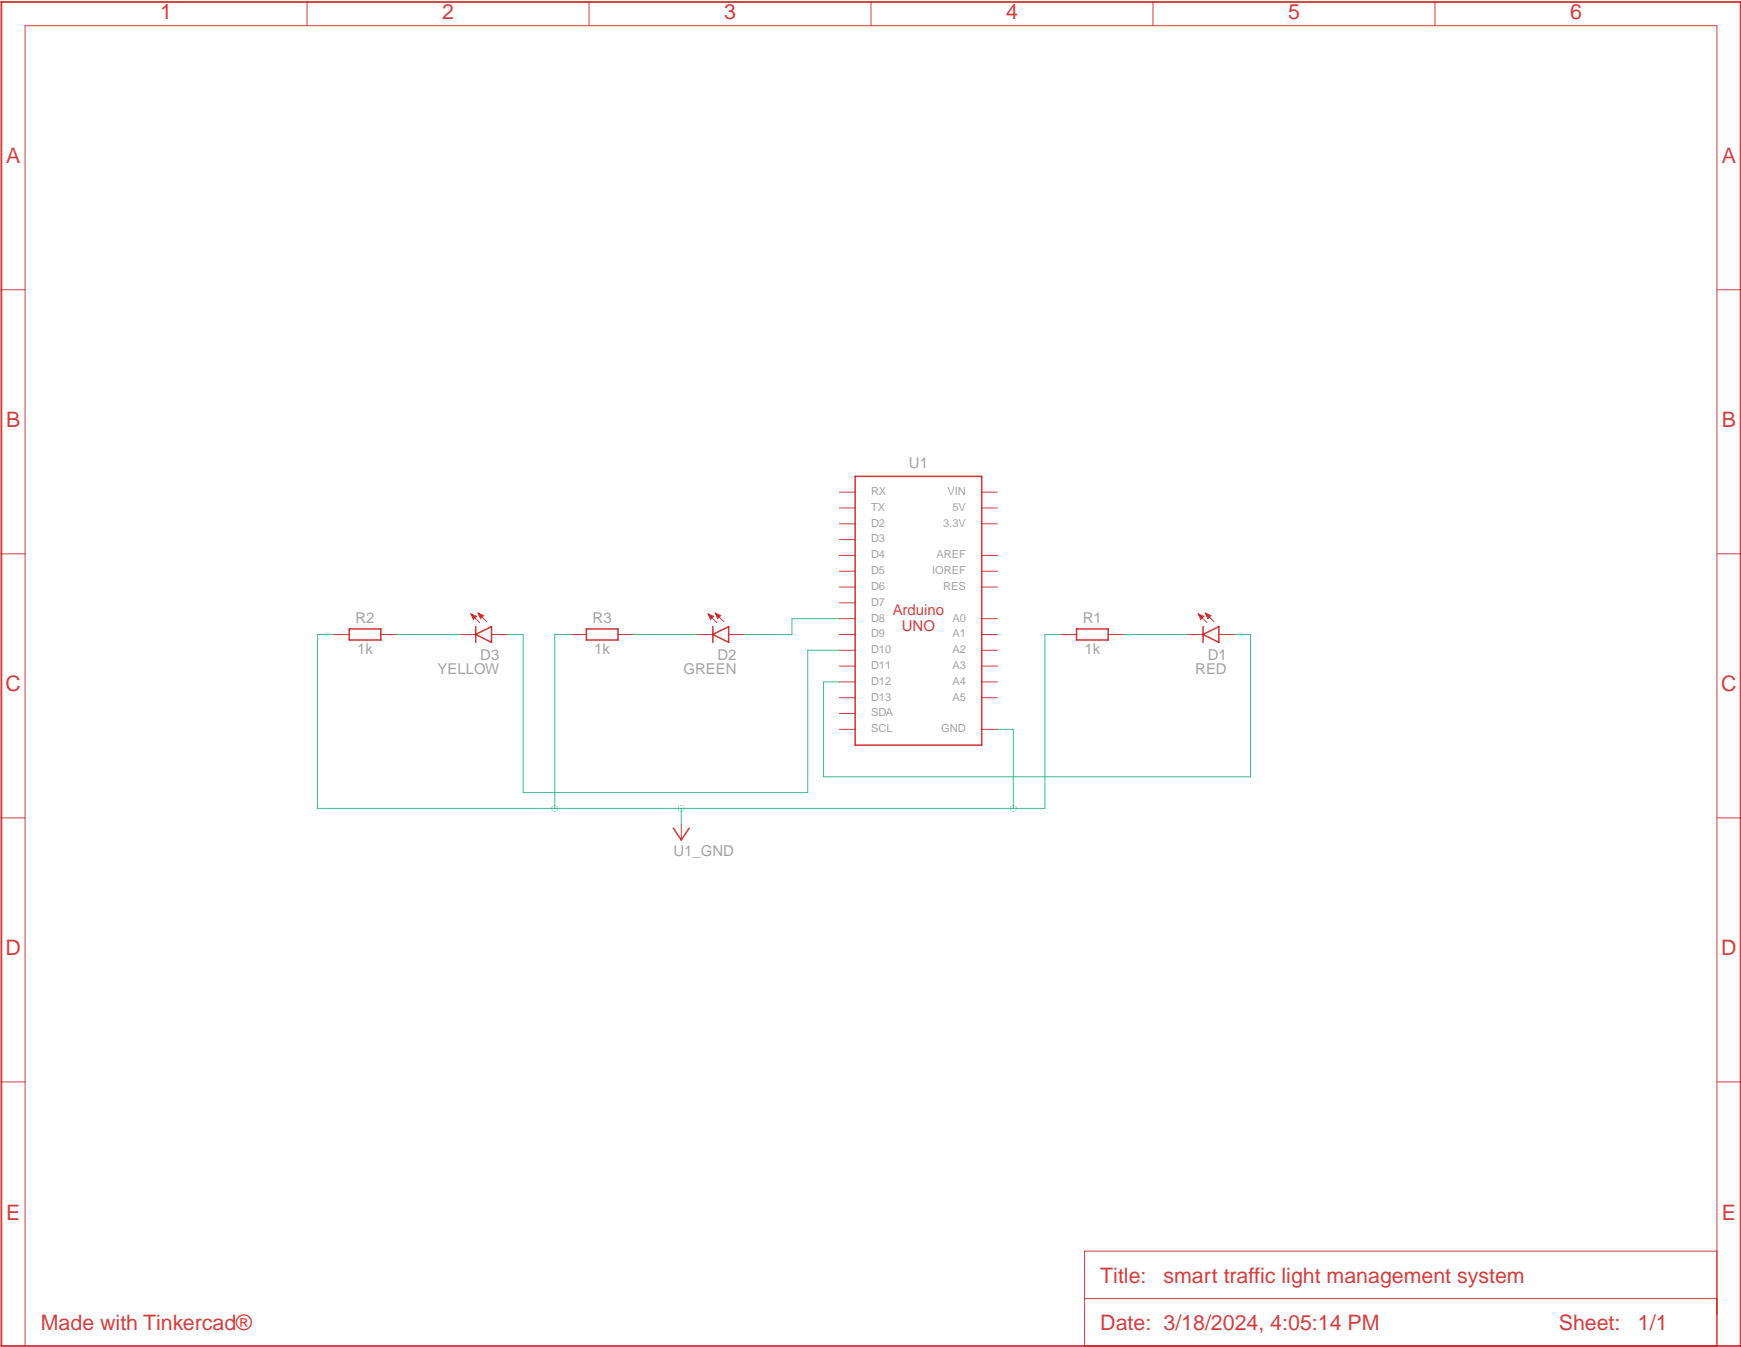 1 2 3 4 5 6
A A
B B
U1
RX VIN
TX 5V
D2 3.3V
D3
D4 AREF
D5 IOREF
D6 RES
D7
Arduino
UNO
D8 A0
D9 A1
D10 A2
D11 A3
D12 A4
D13 A5
SDA
SCL GND
R2
1k
D3
YELLOW
R3
1k
D2
GREEN
R1
1k
D1
RED
C C
U1_GND
D D
E E
Title: smart traffic light management system
Made with Tinkercad®
Date: 3/18/2024, 4:05:14 PM Sheet: 1/1